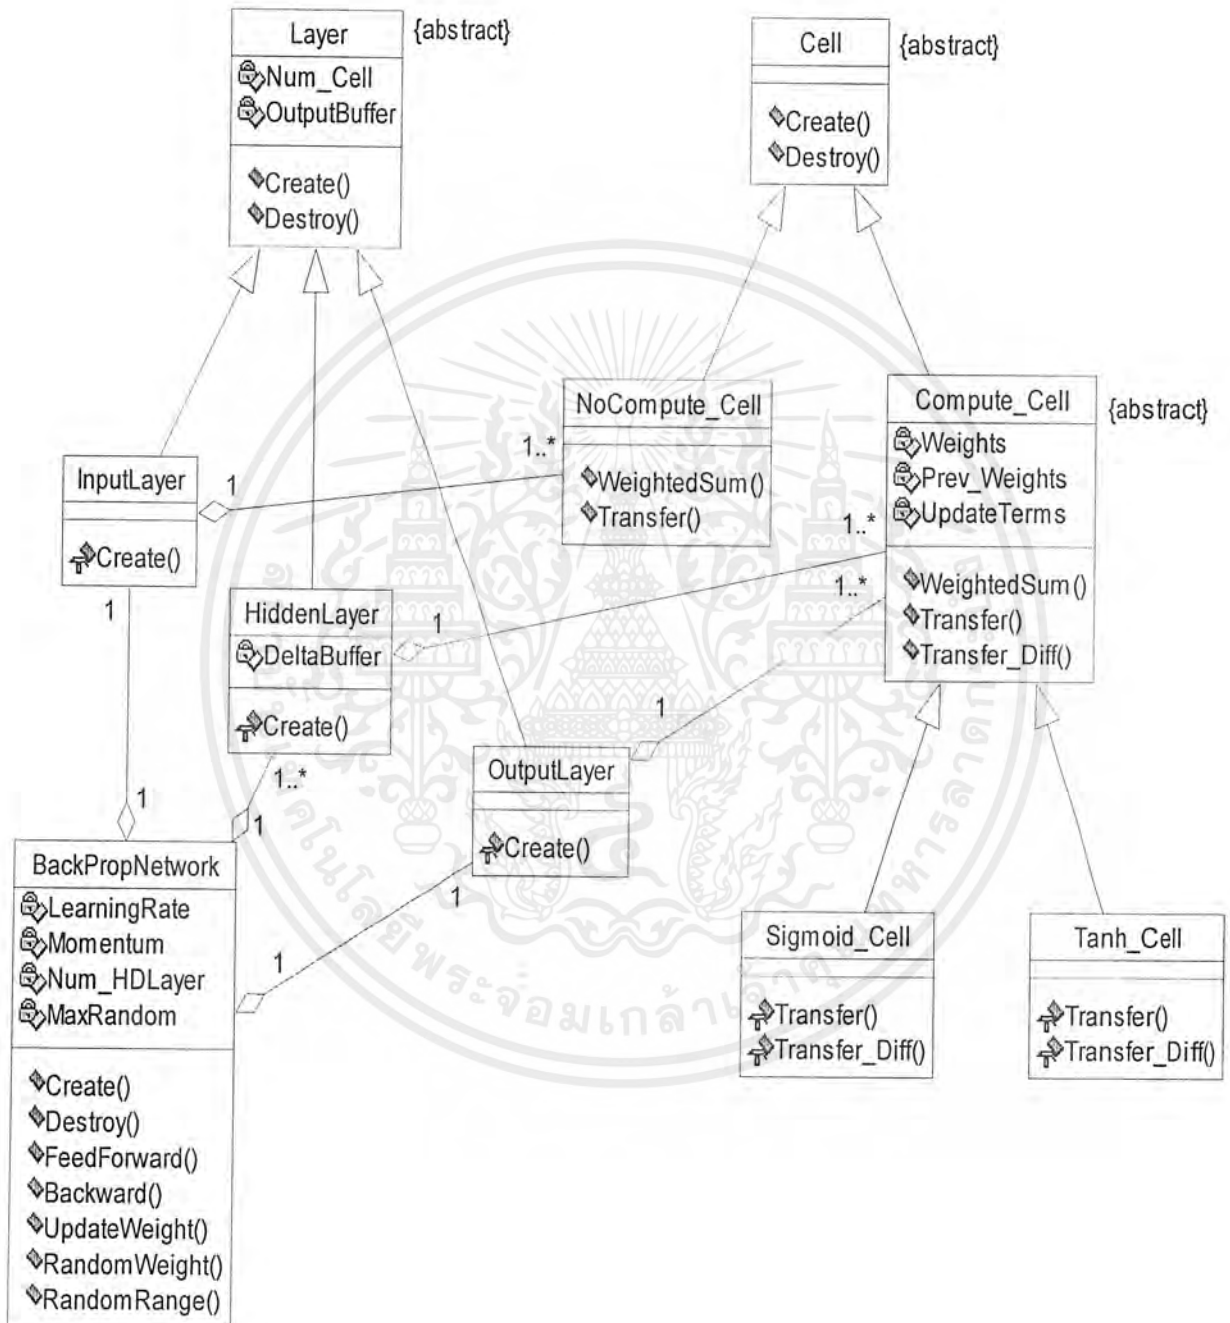 Layer
{abstract}
Num_Cell
OutputBuffer
Create()
Destroy()
Cell
{abstract}
Create()
Destroy()
NoCompute_Cell
WeightedSum()
Transfer()
Compute_Cell
{abstract}
Weights
Prev_Weights
UpdateTerms
WeightedSum()
Transfer()
Transfer_Diff()
InputLayer
Create()
1
1..*
1
1
HiddenLayer
DeltaBuffer
Create()
1
1..*
1..*
1
OutputLayer
Create()
1
1..*
1
1
BackPropNetwork
LearningRate
Momentum
Num_HDLayer
MaxRandom
Create()
Destroy()
FeedForward()
Backward()
UpdateWeight()
RandomWeight()
RandomRange()
Sigmoid_Cell
Transfer()
Transfer_Diff()
Tanh_Cell
Transfer()
Transfer_Diff()